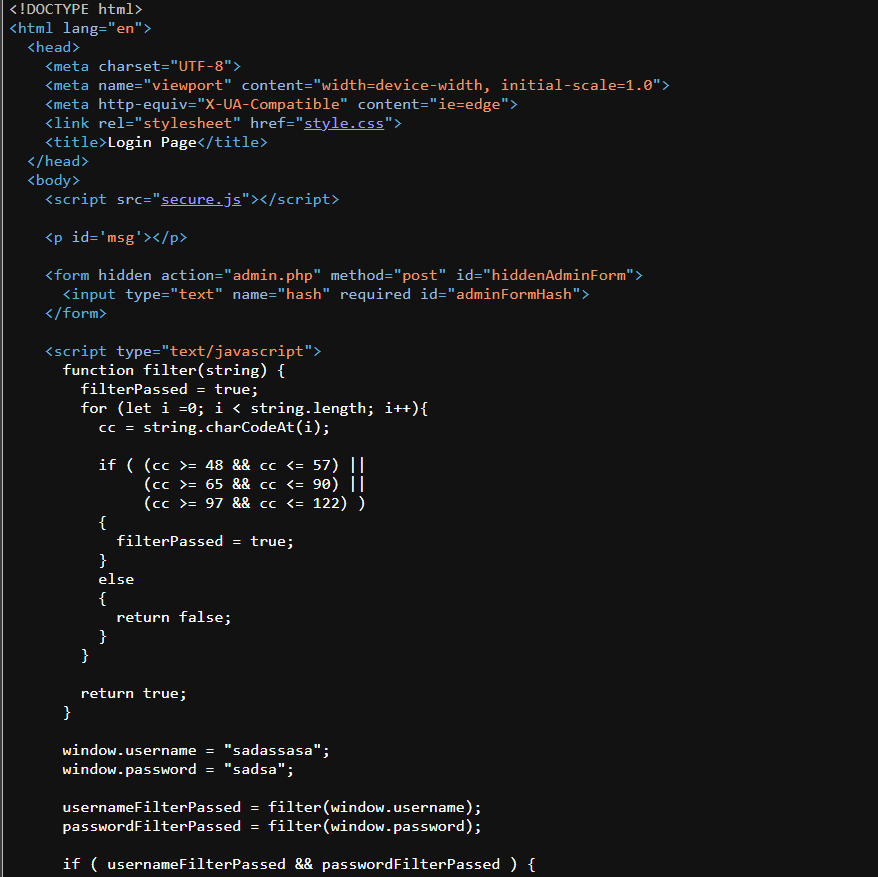 <!DOCTYPE html>
<html lang="en">
<head>
<meta charset="UTF-8">
<meta name="viewport" content="width=device-width, initial-scale=1.0">
<meta http-equiv="X-UA-Compatible" content="ie=edge">
<link rel="stylesheet" href="style.css">
<title>Login Page</title>
</head>
<body>
<script src="secure.js"></script>
<p id='msg'></p>
<form hidden action="admin.php" method="post" id="hiddenAdminForm">
<input type="text" name="hash" required id="adminFormHash">
</form>
<script type="text/javascript">
function filter(string) {
filterPassed = true;
for (let i =0; i < string.length; i++){
cc = string.charCodeAt(i);
if ( (cc >= 48 && cc <= 57) ||
(cc >= 65 && cc <= 90) ||
(cc >= 97 && cc <= 122) )
{
filterPassed = true;
}
else
{
return false;
}
}
return true;
}
window.username = "sadassasa";
window.password = "sadsa";
usernameFilterPassed = filter(window.username);
passwordFilterPassed = filter(window.password);
if ( usernameFilterPassed && passwordFilterPassed ) {